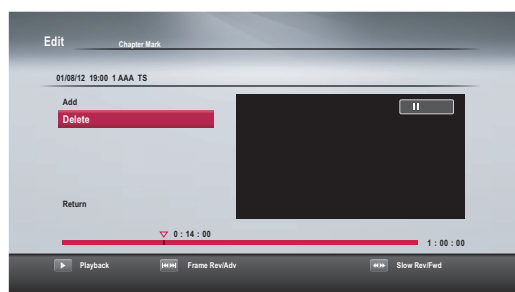 Edit
Chapter Mark
01/08/12 19:00 1 AAA TS
Add
Delete
Return
0 : 14 : 00
1 : 00 : 00
Playback
Frame Rev/Adv
Slow Rev/Fwd